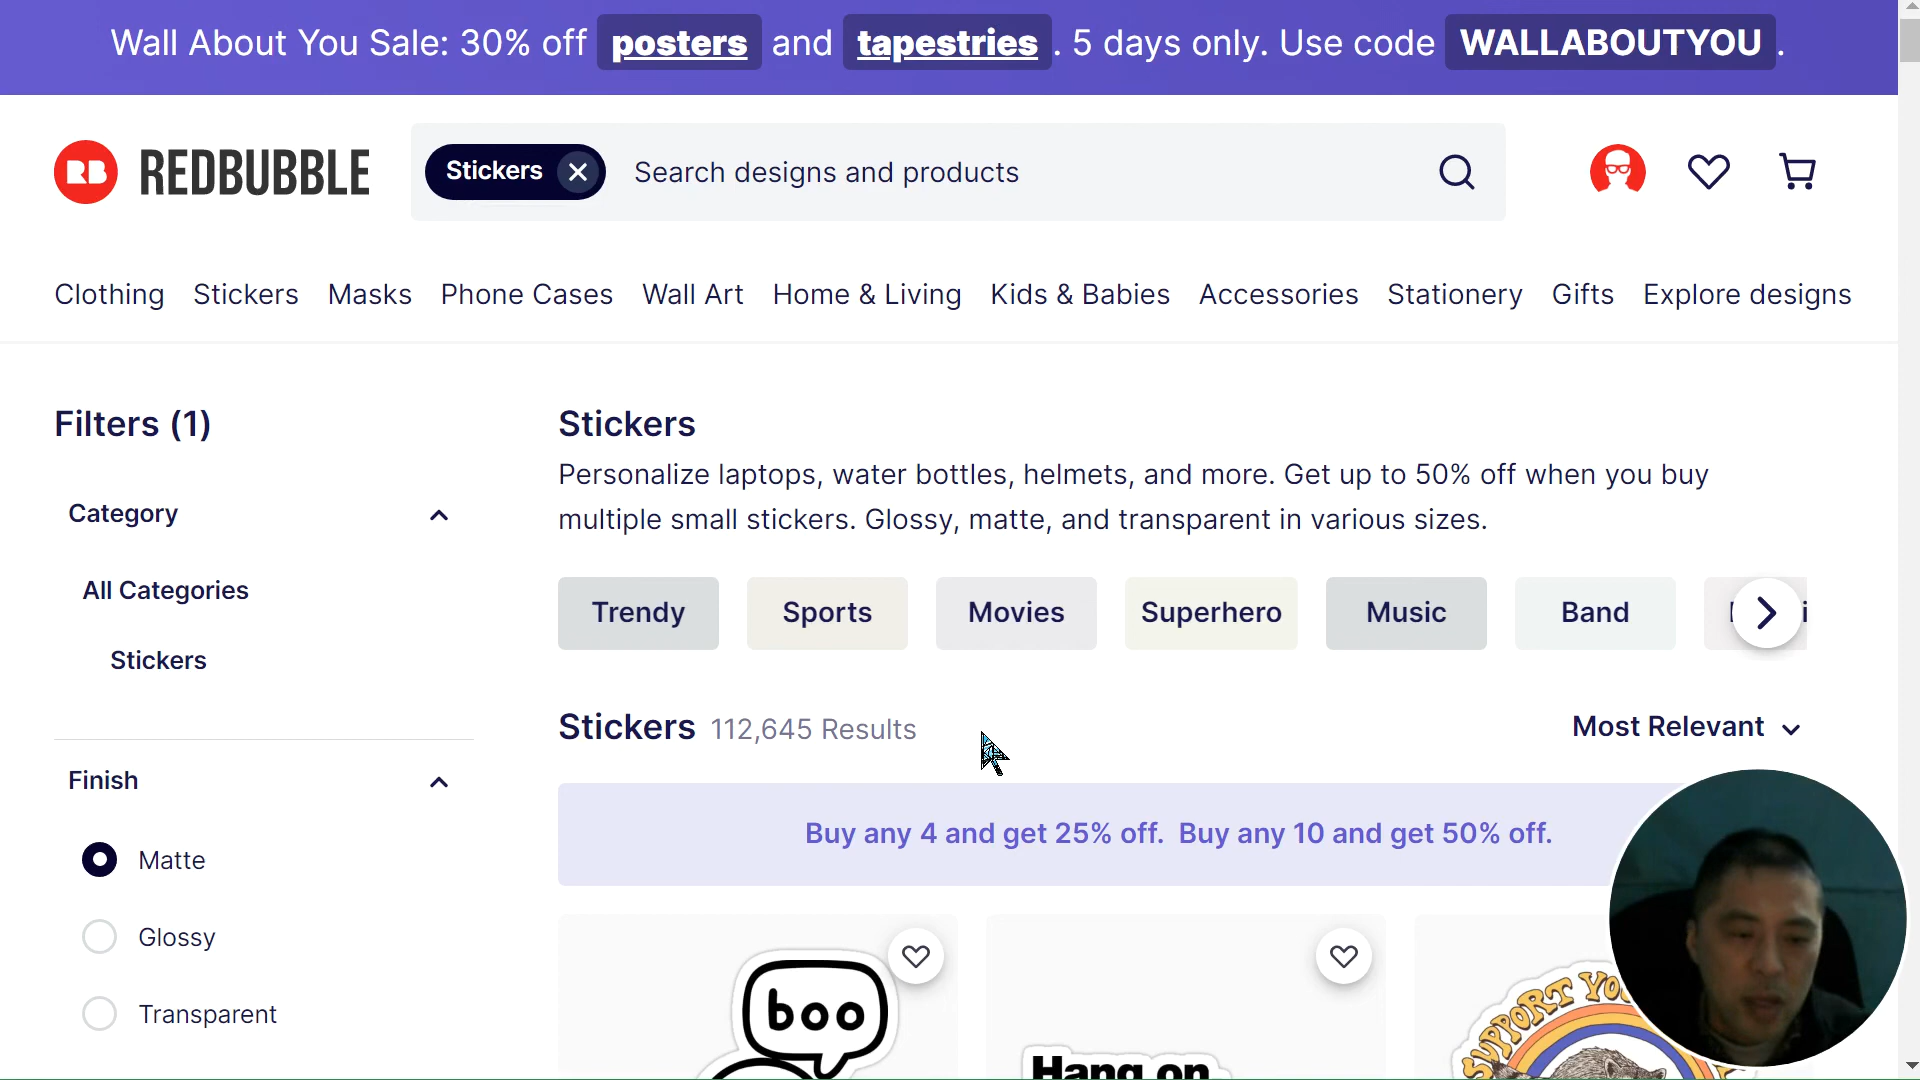 Wall About You Sale: 30% off posters and tapestries . 5 days only. Use code WALLABOUTYOU .
RB REDBUBBLE
Stickers
Search designs and products
Clothing Stickers Masks Phone Cases Wall Art Home & Living Kids & Babies Accessories Stationery Gifts Explore designs
Filters (1)
Category
All Categories
Stickers
Finish
Matte
Glossy
Transparent
Stickers
Personalize laptops, water bottles, helmets, and more. Get up to 50% off when you buy
multiple small stickers. Glossy, matte, and transparent in various sizes.
Trendy Sports Movies Superhero Music Band
Stickers 112,645 Results
Most Relevant
Buy any 4 and get 25% off. Buy any 10 and get 50% off.
boo
Hang on
SUPPORT